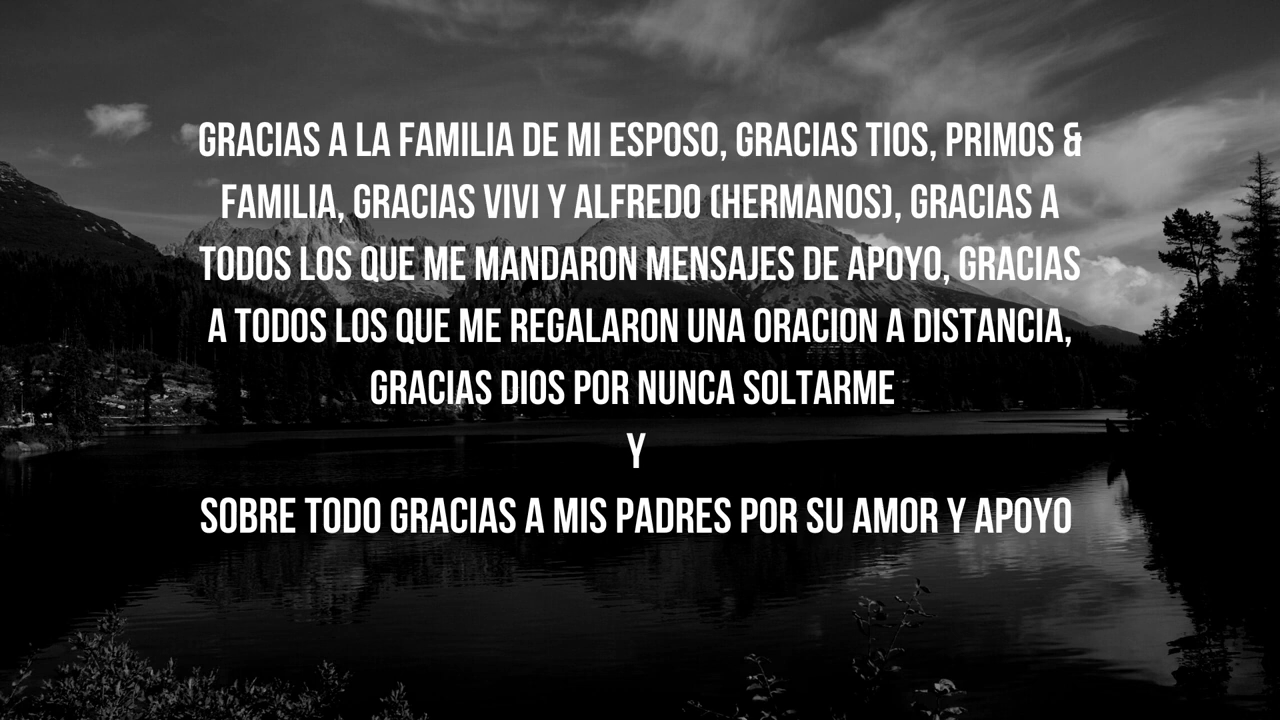 GRACIAS A LA FAMILIA DE MI ESPOSO, GRACIAS TIOS, PRIMOS &
FAMILIA, GRACIAS VIVI Y ALFREDO (HERMANOS), GRACIAS A
TODOS LOS QUE ME MANDARON MENSAJES DE APOYO, GRACIAS
A TODOS LOS QUE ME REGALARON UNA ORACION A DISTANCIA,
GRACIAS DIOS POR NUNCA SOLTARME
Y
SOBRE TODO GRACIAS A MIS PADRES POR SU AMOR Y APOYO